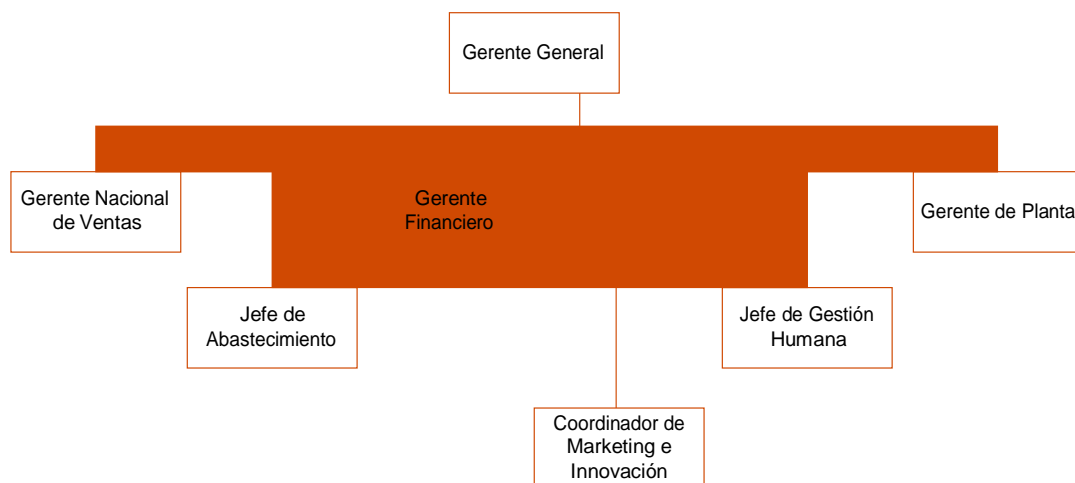 Gerente General
Gerente Nacional
de Ventas
Gerente
Financiero
Gerente de Planta
Jefe de
Abastecimiento
Jefe de Gestión
Humana
Coordinador de
Marketing e
Innovación